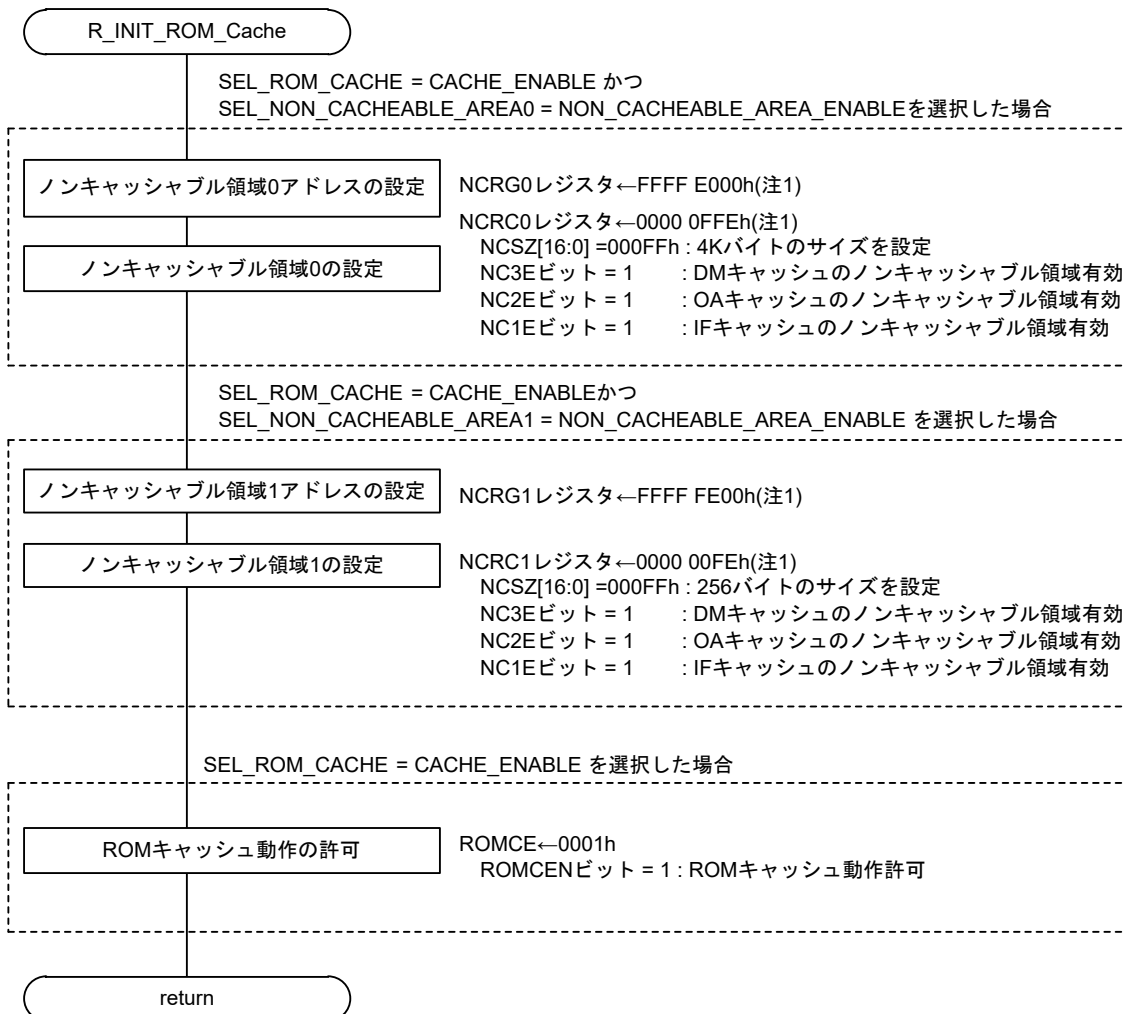 R_INIT_ROM_Cache
SEL_ROM_CACHE = CACHE_ENABLE かつ
SEL_NON_CACHEABLE_AREA0 = NON_CACHEABLE_AREA_ENABLEを選択した場合
ノンキャッシャブル領域0アドレスの設定
NCRG0レジスタ←FFFF E000h(注1)
NCRC0レジスタ←0000 0FFEh(注1)
ノンキャッシャブル領域0の設定
NCSZ[16:0] =000FFh : 4Kバイトのサイズを設定
NC3Eビット = 1 : DMキャッシュのノンキャッシャブル領域有効
NC2Eビット = 1 : OAキャッシュのノンキャッシャブル領域有効
NC1Eビット = 1 : IFキャッシュのノンキャッシャブル領域有効
SEL_ROM_CACHE = CACHE_ENABLEかつ
SEL_NON_CACHEABLE_AREA1 = NON_CACHEABLE_AREA_ENABLE を選択した場合
ノンキャッシャブル領域1アドレスの設定
NCRG1レジスタ←FFFF FE00h(注1)
ノンキャッシャブル領域1の設定
NCRC1レジスタ←0000 00FEh(注1)
NCSZ[16:0] =000FFh : 256バイトのサイズを設定
NC3Eビット = 1 : DMキャッシュのノンキャッシャブル領域有効
NC2Eビット = 1 : OAキャッシュのノンキャッシャブル領域有効
NC1Eビット = 1 : IFキャッシュのノンキャッシャブル領域有効
SEL_ROM_CACHE = CACHE_ENABLE を選択した場合
ROMキャッシュ動作の許可
ROMCE←0001h
ROMCENビット = 1 : ROMキャッシュ動作許可
return